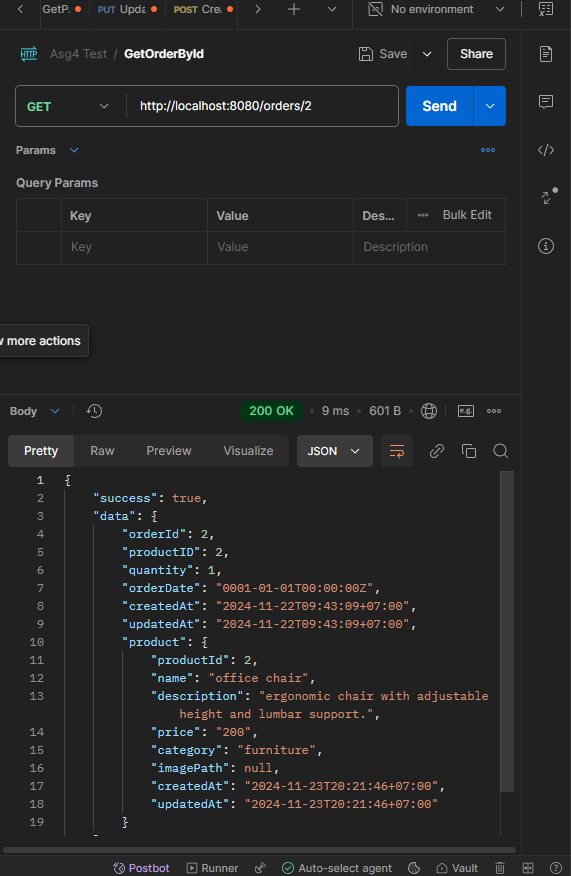 GetP. PUT Upda POST Cre. No environment
HTTP Asg4 Test / GetOrderById Save Share
GET http://localhost:8080/orders/2 Send
Params
Query Params
Key Value Des... Bulk Edit
Key Value Description
w more actions
Body 200 OK 9 ms 601 B e.g.
Pretty Raw Preview Visualize JSON
1 {
2 "success": true,
3 "data": {
4 "orderId": 2,
5 "productID": 2,
6 "quantity": 1,
7 "orderDate": "0001-01-01T00:00:00Z",
8 "createdAt": "2024-11-22T09:43:09+07:00",
9 "updatedAt": "2024-11-22T09:43:09+07:00",
10 "product": {
11 "productId": 2,
12 "name": "office chair",
13 "description": "ergonomic chair with adjustable
height and lumbar support.",
14 "price": "200",
15 "category": "furniture",
16 "imagePath": null,
17 "createdAt": "2024-11-23T20:21:46+07:00",
18 "updatedAt": "2024-11-23T20:21:46+07:00"
19 }
Postbot Runner Auto-select agent Vault